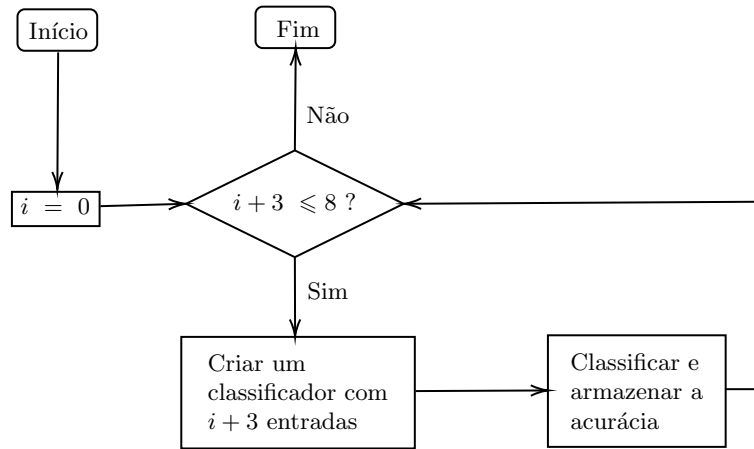 Início
Fim
Não
i = 0
i + 3 ⩽ 8 ?
Sim
Criar um
classificador com
i + 3 entradas
Classificar e
armazenar a
acurácia